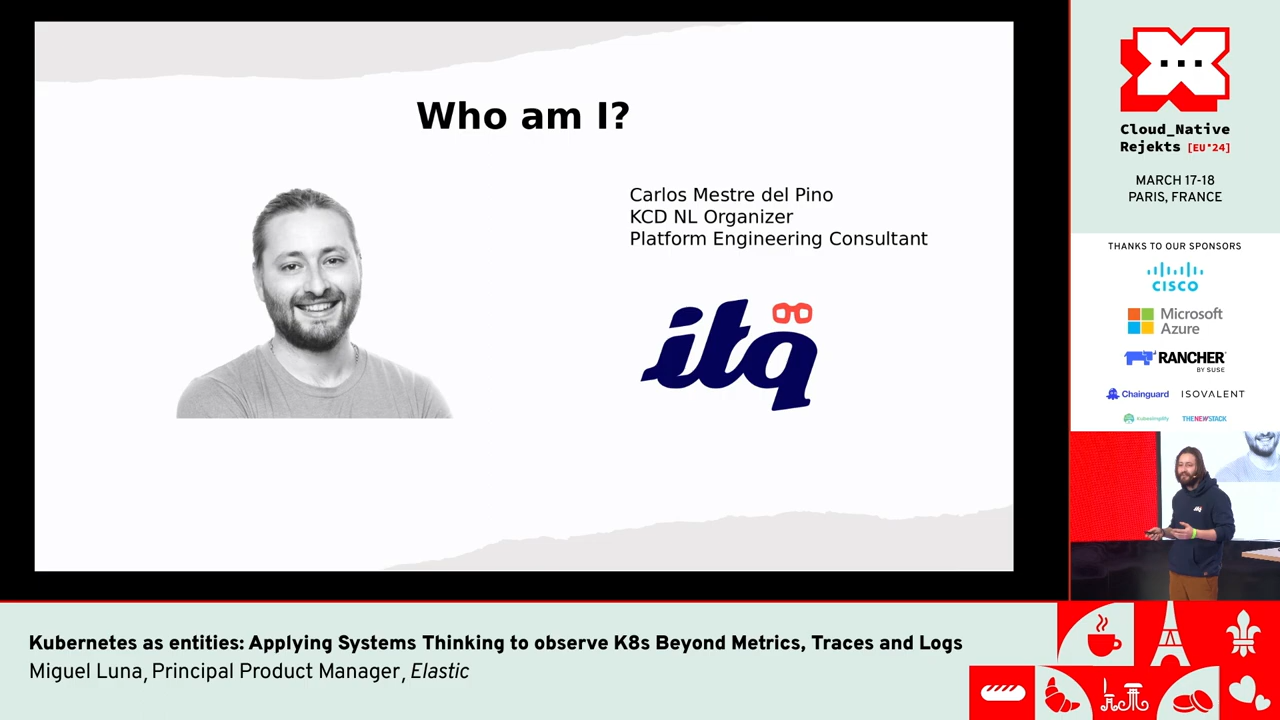 Who am I?
Carlos Mestre del Pino
KCD NL Organizer
Platform Engineering Consultant
itq
Cloud_Native
Rejekts [EU*24]
MARCH 17-18
PARIS, FRANCE
THANKS TO OUR SPONSORS
CISCO
Microsoft
Azure
RANCHER
BY SUSE
Chainguard
ISOVALENT
Kubesimplify
THENEWSTACK
Kubernetes as entities: Applying Systems Thinking to observe K8s Beyond Metrics, Traces and Logs
Miguel Luna, Principal Product Manager, Elastic